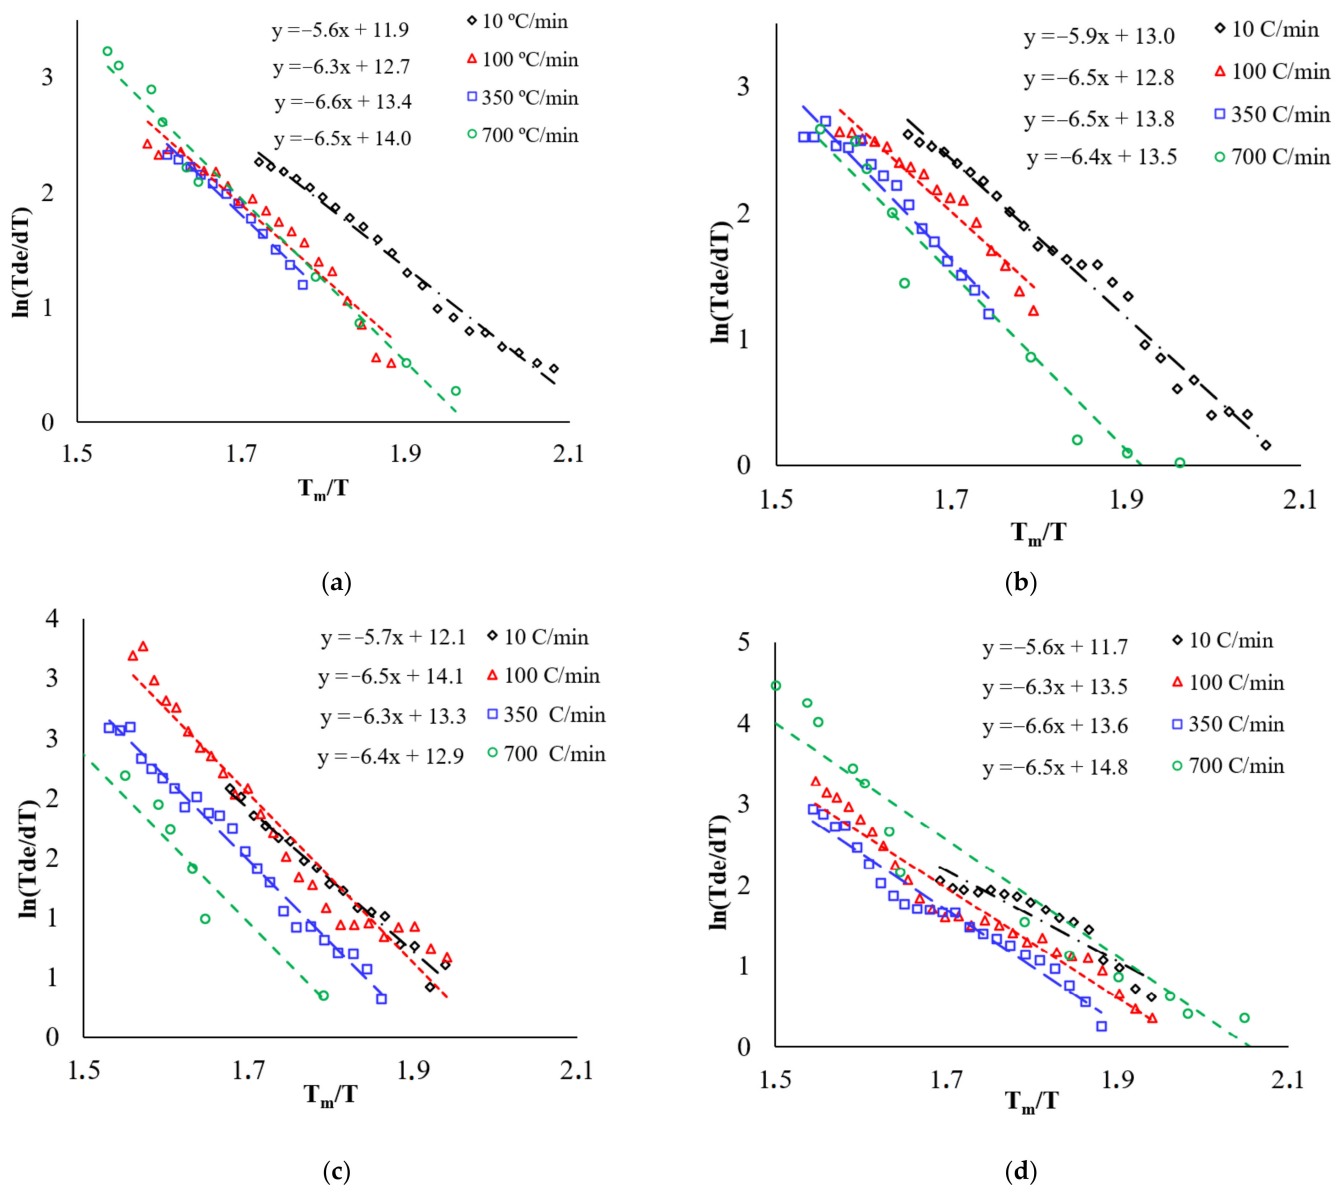 y = –5.6x + 11.9
10 ºC/min
y = –6.3x + 12.7
100 ºC/min
y = –6.6x + 13.4
350 ºC/min
y = –6.5x + 14.0
700 ºC/min
ln(Tde/dT)
3
2
1
0
1.5
1.7
1.9
2.1
Tm/T
(a)
y = –5.9x + 13.0
10 C/min
y = –6.5x + 12.8
100 C/min
y = –6.5x + 13.8
350 C/min
y = –6.4x + 13.5
700 C/min
ln(Tde/dT)
3
2
1
0
1.5
1.7
1.9
2.1
Tm/T
(b)
y = –5.7x + 12.1
10 C/min
y = –6.5x + 14.1
100 C/min
y = –6.3x + 13.3
350 C/min
y = –6.4x + 12.9
700 C/min
ln(Tde/dT)
4
3
3
2
2
1
1
0
1.5
1.7
1.9
2.1
Tm/T
(c)
y = –5.6x + 11.7
10 C/min
y = –6.3x + 13.5
100 C/min
y = –6.6x + 13.6
350 C/min
y = –6.5x + 14.8
700 C/min
ln(Tde/dT)
5
4
3
2
1
0
1.5
1.7
1.9
2.1
Tm/T
(d)